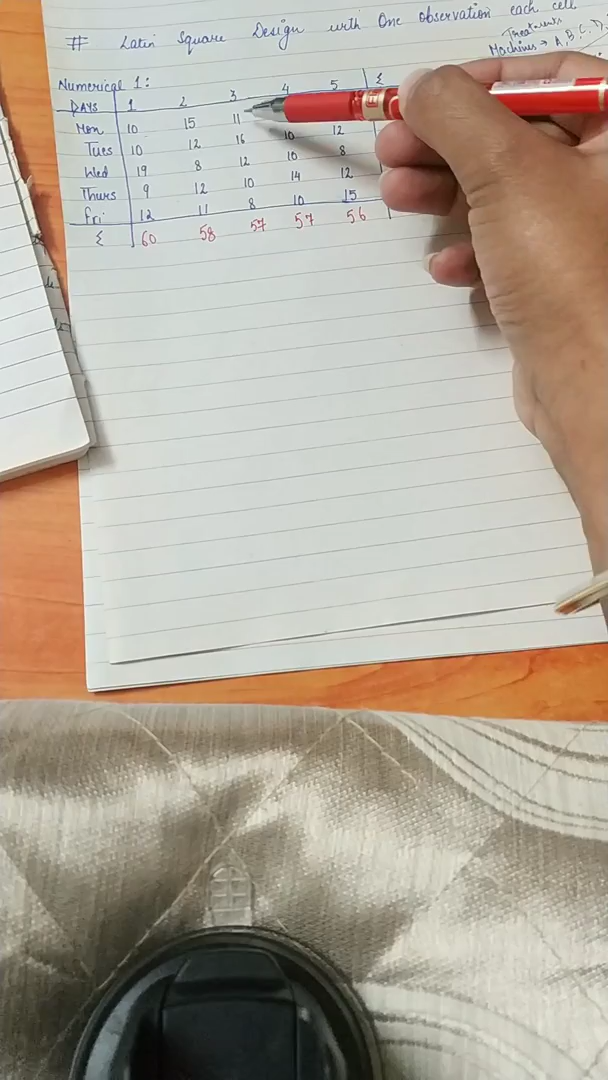 # Latin Square Design with One observation each cell
Treatments
Machines → A, B, C, D,
Numerical 1:
DAYS 1 2 3 4 5 Σ
Mon 10 15 11
Tues 10 12 16 10 12
Wed 19 8 12 10 8
Thurs 9 12 10 14 12
Fri 12 11 8 10 15
Σ 60 58 57 57 56